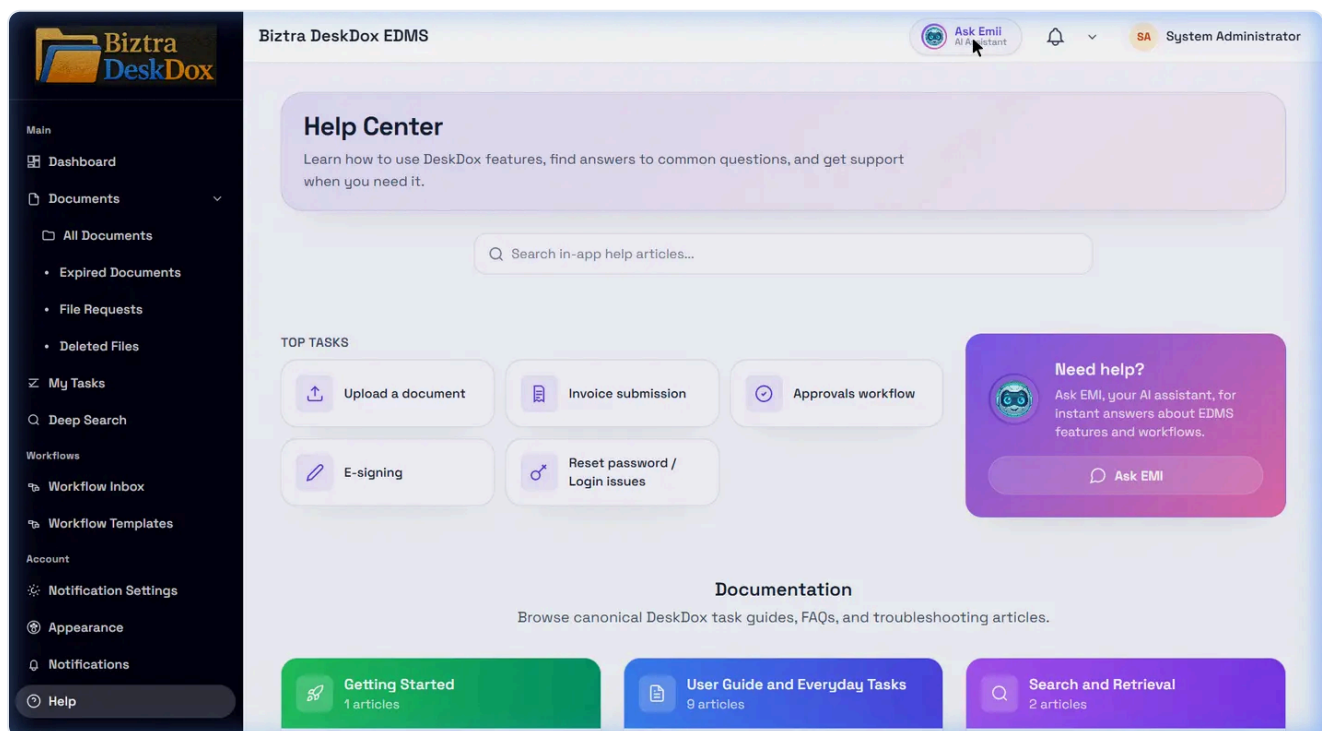 Biztra
DeskDox
Main
Dashboard
Documents
All Documents
Expired Documents
File Requests
Deleted Files
My Tasks
Deep Search
Workflows
Workflow Inbox
Workflow Templates
Account
Notification Settings
Appearance
Notifications
Help
Biztra DeskDox EDMS
Ask Emii
AI Assistant
SA
System Administrator
Help Center
Learn how to use DeskDox features, find answers to common questions, and get support
when you need it.
Search in-app help articles...
TOP TASKS
Upload a document
Invoice submission
Approvals workflow
E-signing
Reset password /
Login issues
Need help?
Ask EMI, your AI assistant, for
instant answers about EDMS
features and workflows.
Ask EMI
Documentation
Browse canonical DeskDox task guides, FAQs, and troubleshooting articles.
Getting Started
1 articles
User Guide and Everyday Tasks
9 articles
Search and Retrieval
2 articles